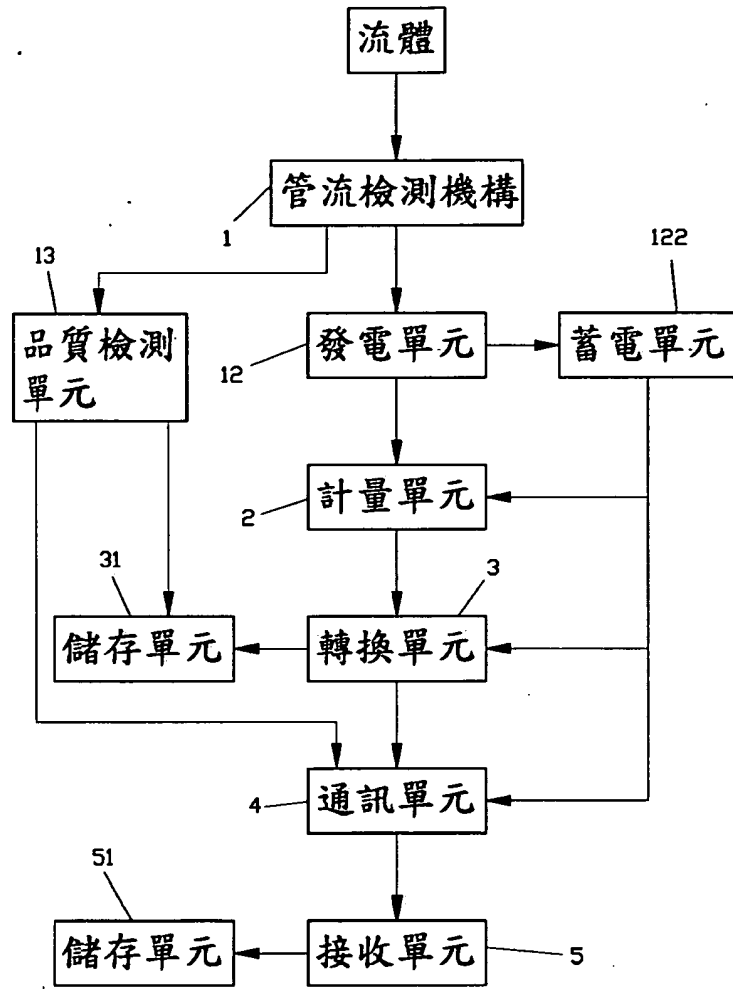 流體
管流檢測機構
1
13
122
品質檢測
單元
發電單元
12
蓄電單元
計量單元
2
31
3
儲存單元
轉換單元
通訊單元
4
51
儲存單元
接收單元
5